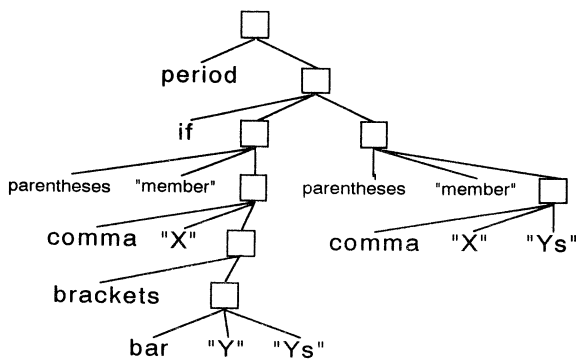 period
if
parentheses "member" parentheses "member"
comma "X" comma "X" "Ys"
brackets
bar "Y" "Ys"